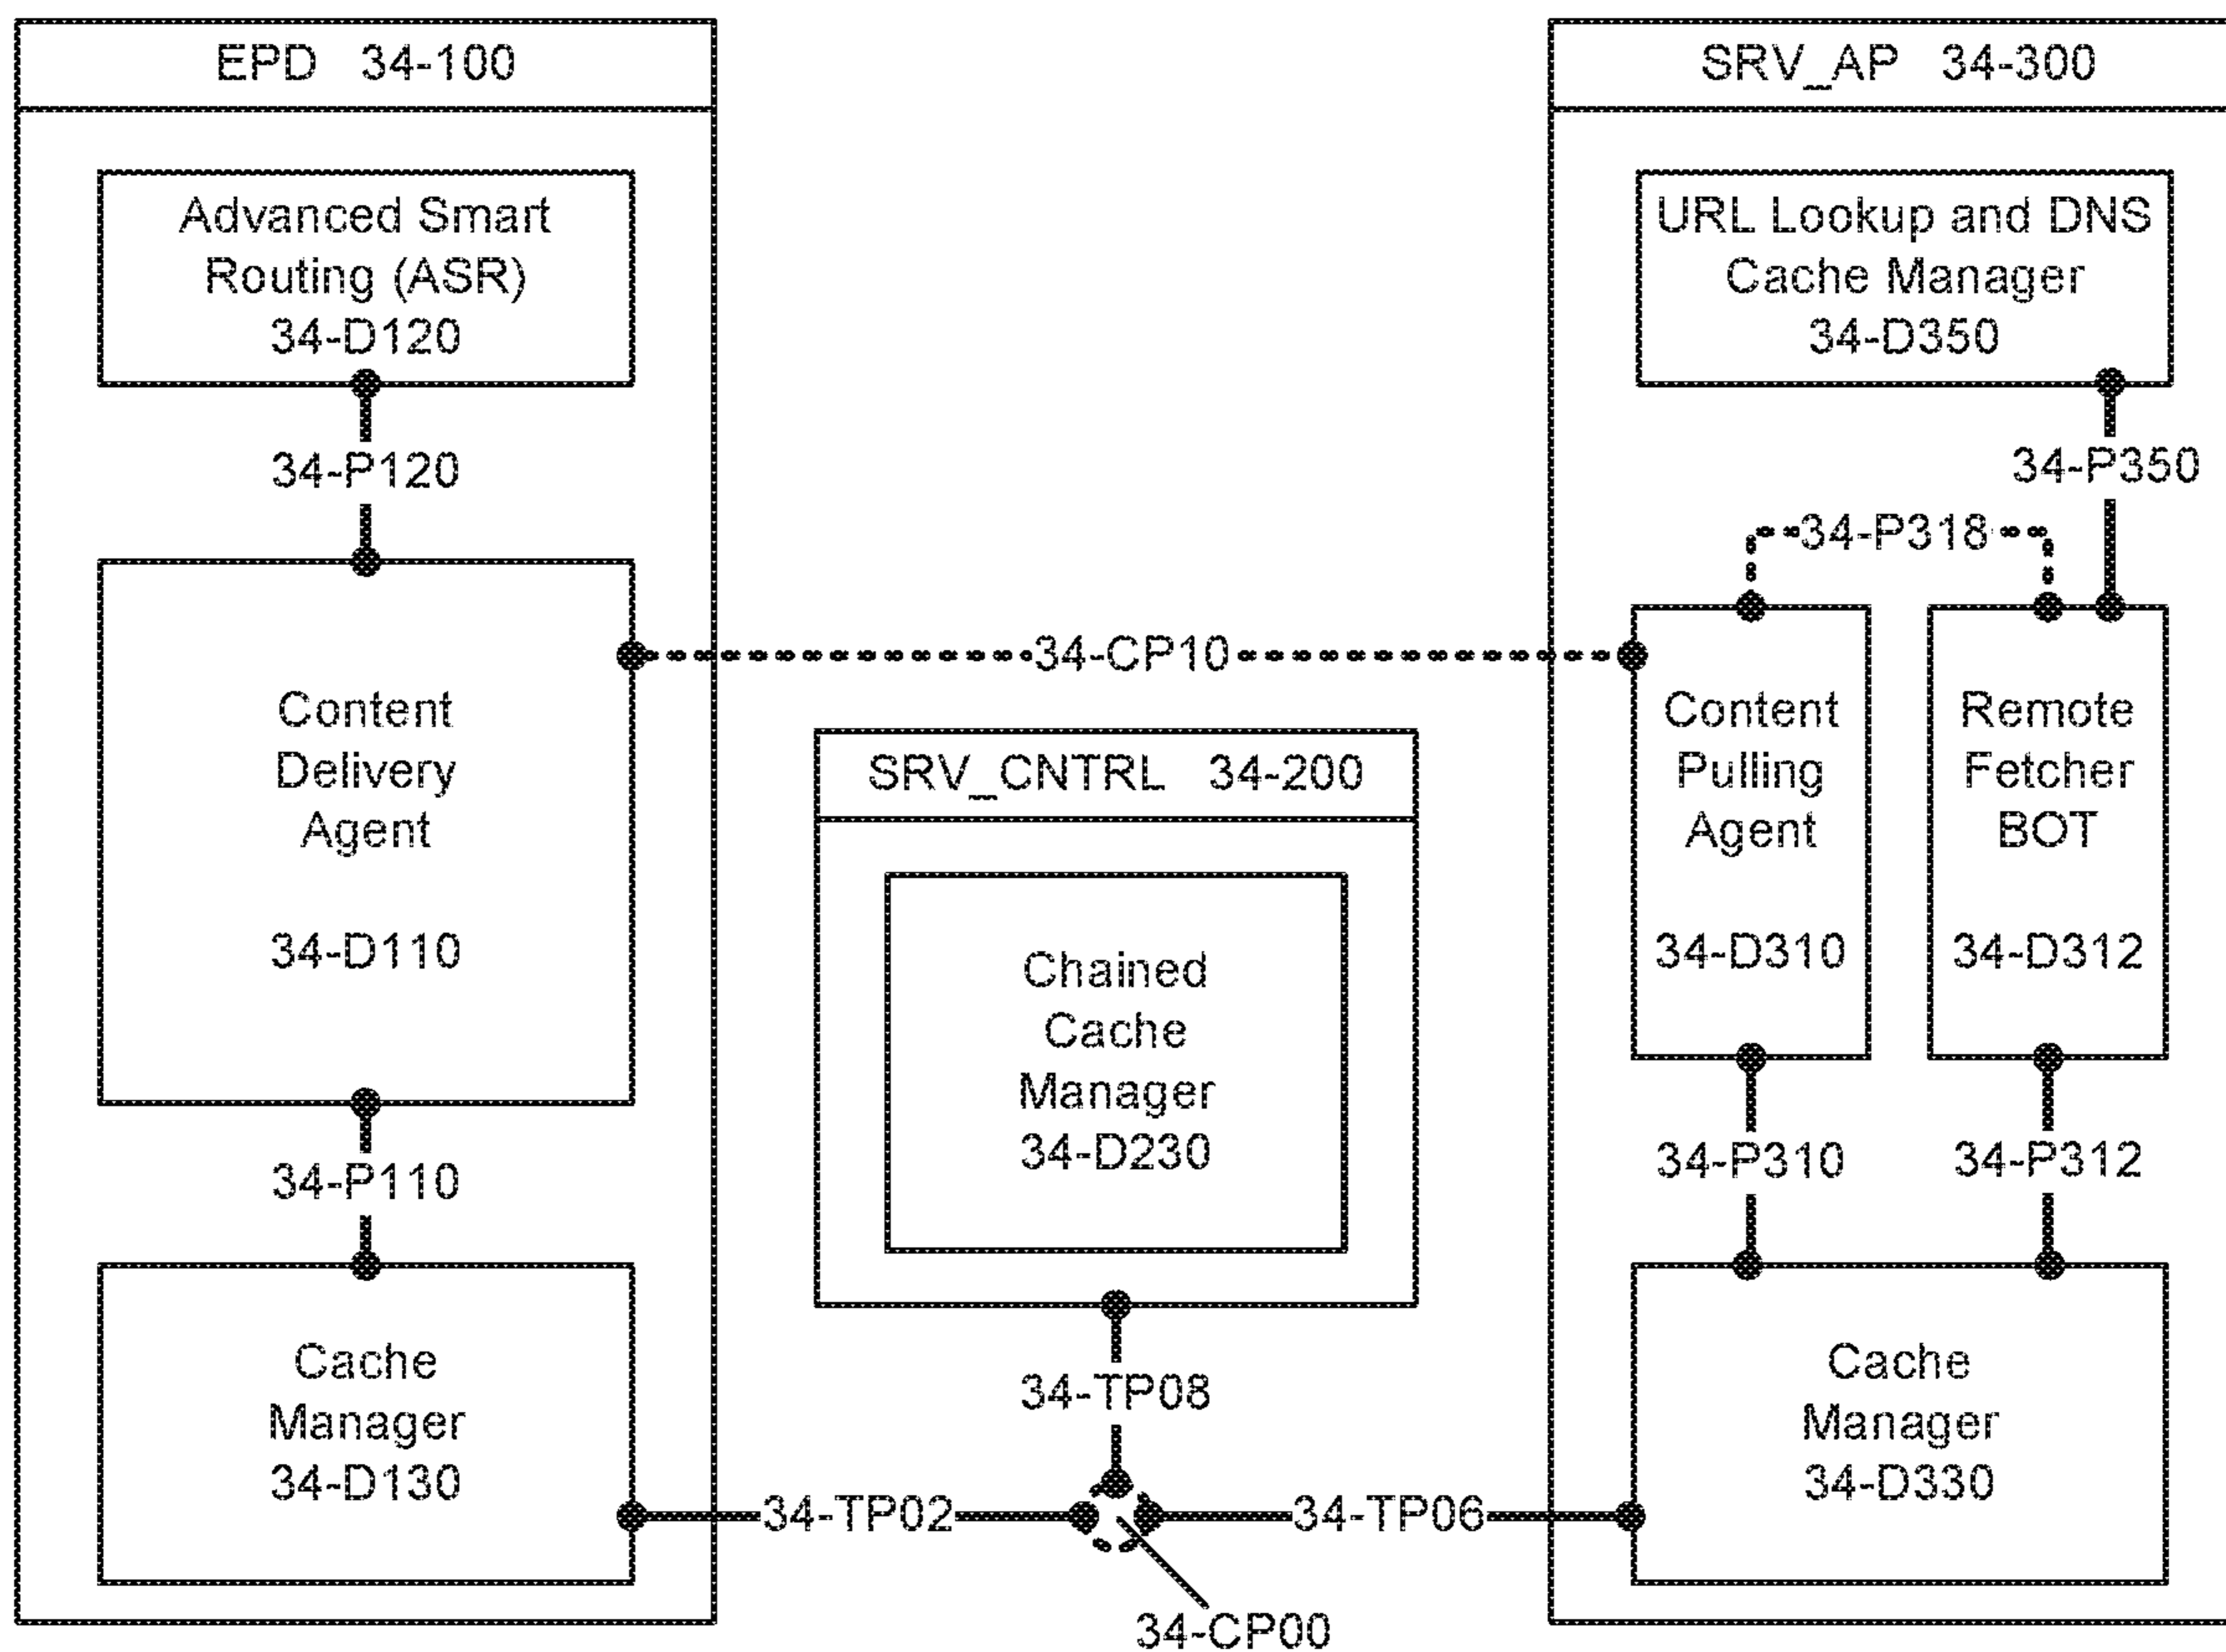 EPD 34-100
Advanced Smart
Routing (ASR)
34-D120
34-P120
Content
Delivery
Agent
34-D110
34-P110
Cache
Manager
34-D130
34-CP10
SRV_CNTRL 34-200
Chained
Cache
Manager
34-D230
34-TP08
34-TP02
34-TP06
34-CP00
SRV_AP 34-300
URL Lookup and DNS
Cache Manager
34-D350
34-P350
34-P318
Content
Pulling
Agent
34-D310
Remote
Fetcher
BOT
34-D312
34-P310
34-P312
Cache
Manager
34-D330